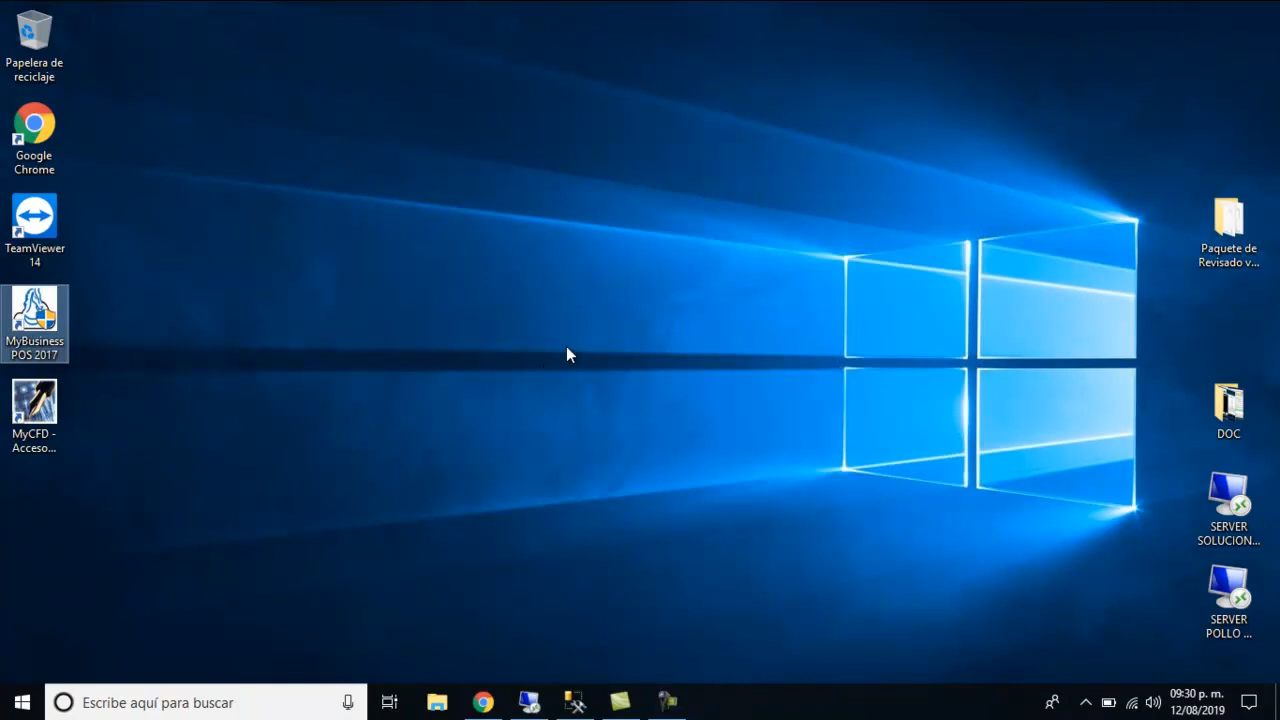 Papelera de
reciclaje
Google
Chrome
TeamViewer
14
MyBusiness
POS 2017
MyCFD -
Acceso...
Paquete de
Revisado v...
DOC
SERVER
SOLUCION...
SERVER
POLLO ...
Escribe aquí para buscar
09:30 p. m.
12/08/2019